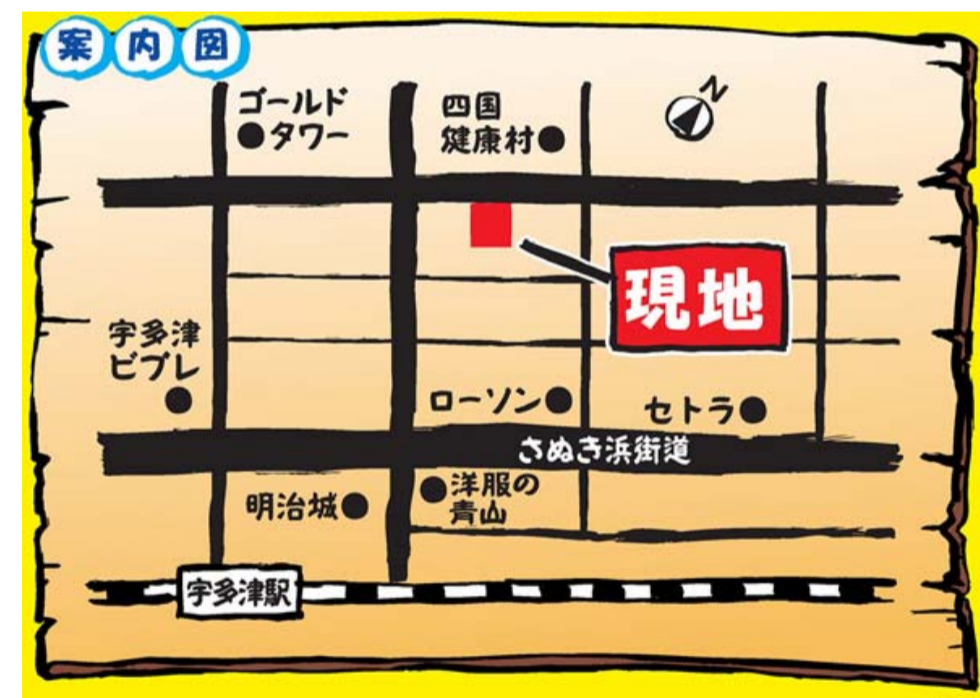 案内図
N
ゴールド
タワー
四国
健康村
現地
宇多津
ビブレ
ローソン
セトラ
さぬき浜街道
明治城
洋服の
青山
宇多津駅